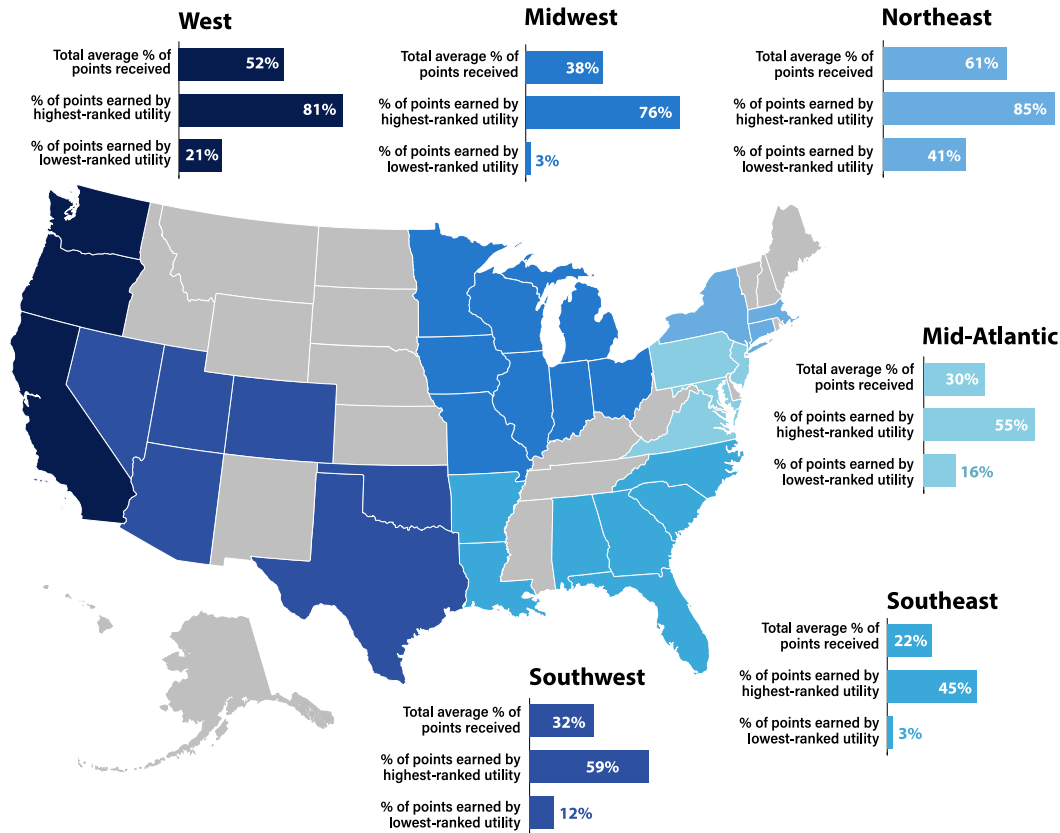 West
Total average % of
points received
52%
% of points earned by
highest-ranked utility
81%
% of points earned by
lowest-ranked utility
21%
Midwest
Total average % of
points received
38%
% of points earned by
highest-ranked utility
76%
% of points earned by
lowest-ranked utility
3%
Northeast
Total average % of
points received
61%
% of points earned by
highest-ranked utility
85%
% of points earned by
lowest-ranked utility
41%
Mid-Atlantic
Total average % of
points received
30%
% of points earned by
highest-ranked utility
55%
% of points earned by
lowest-ranked utility
16%
Southeast
Total average % of
points received
22%
% of points earned by
highest-ranked utility
45%
% of points earned by
lowest-ranked utility
3%
Southwest
Total average % of
points received
32%
% of points earned by
highest-ranked utility
59%
% of points earned by
lowest-ranked utility
12%